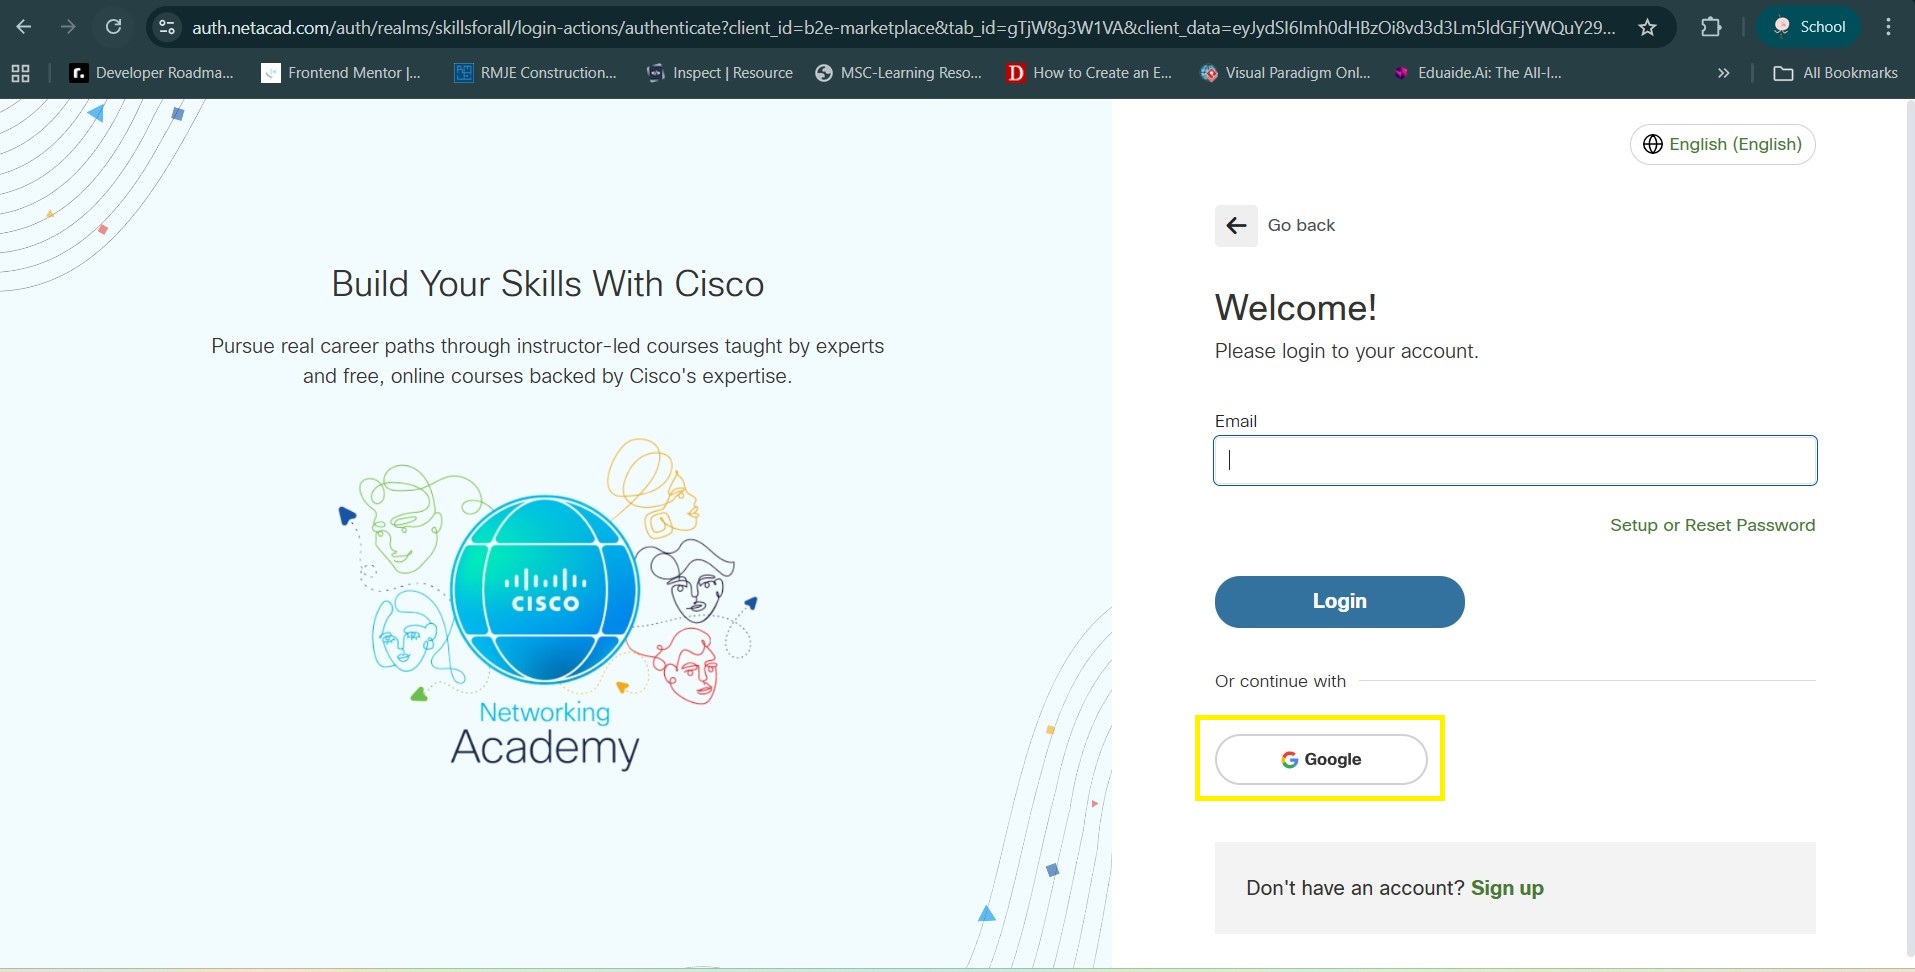 auth.netacad.com/auth/realms/skillsforall/login-actions/authenticate?client_id=b2e-marketplace&tab_id=gTjW8g3W1VA&client_data=eyJydSI6Imh0dHBzOi8vd3d3Lm5ldGFjYWQuY29...
School
Developer Roadma...
Frontend Mentor |...
RMJE Construction...
Inspect | Resource
MSC-Learning Reso...
D How to Create an E...
Visual Paradigm Onl...
Eduaide.Ai: The All-I...
»
All Bookmarks
English (English)
Go back
Build Your Skills With Cisco
Pursue real career paths through instructor-led courses taught by experts
and free, online courses backed by Cisco's expertise.
CISCO
Networking
Academy
Welcome!
Please login to your account.
Email
Setup or Reset Password
Login
Or continue with
Google
Don't have an account? Sign up